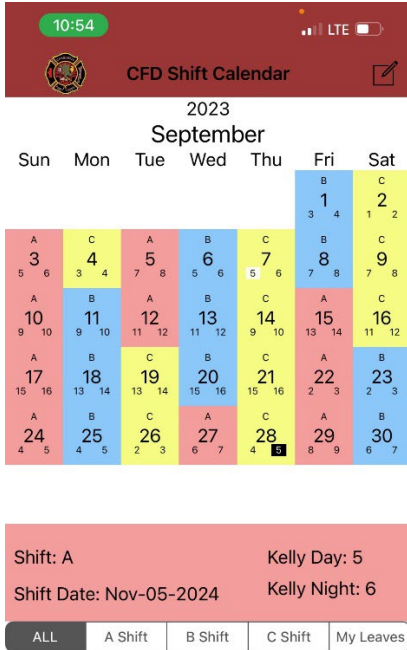 10:54 LTE
CFD Shift Calendar
2023
September
Sun Mon Tue Wed Thu Fri Sat
B C
1 2
3 4 1 2
A C A B C B C
3 4 5 6 7 8 9
5 6 3 4 7 8 5 6 5 6 7 8 7 8
A B A B C A C
10 11 12 13 14 15 16
9 10 9 10 11 12 11 12 9 10 13 14 11 12
A B C B C A B
17 18 19 20 21 22 23
15 16 13 14 13 14 15 16 15 16 2 3 2 3
A B C A C A B
24 25 26 27 28 29 30
4 5 4 5 2 3 6 7 4 5 8 9 6 7
Shift: A Kelly Day: 5
Shift Date: Nov-05-2024 Kelly Night: 6
ALL A Shift B Shift C Shift My Leaves